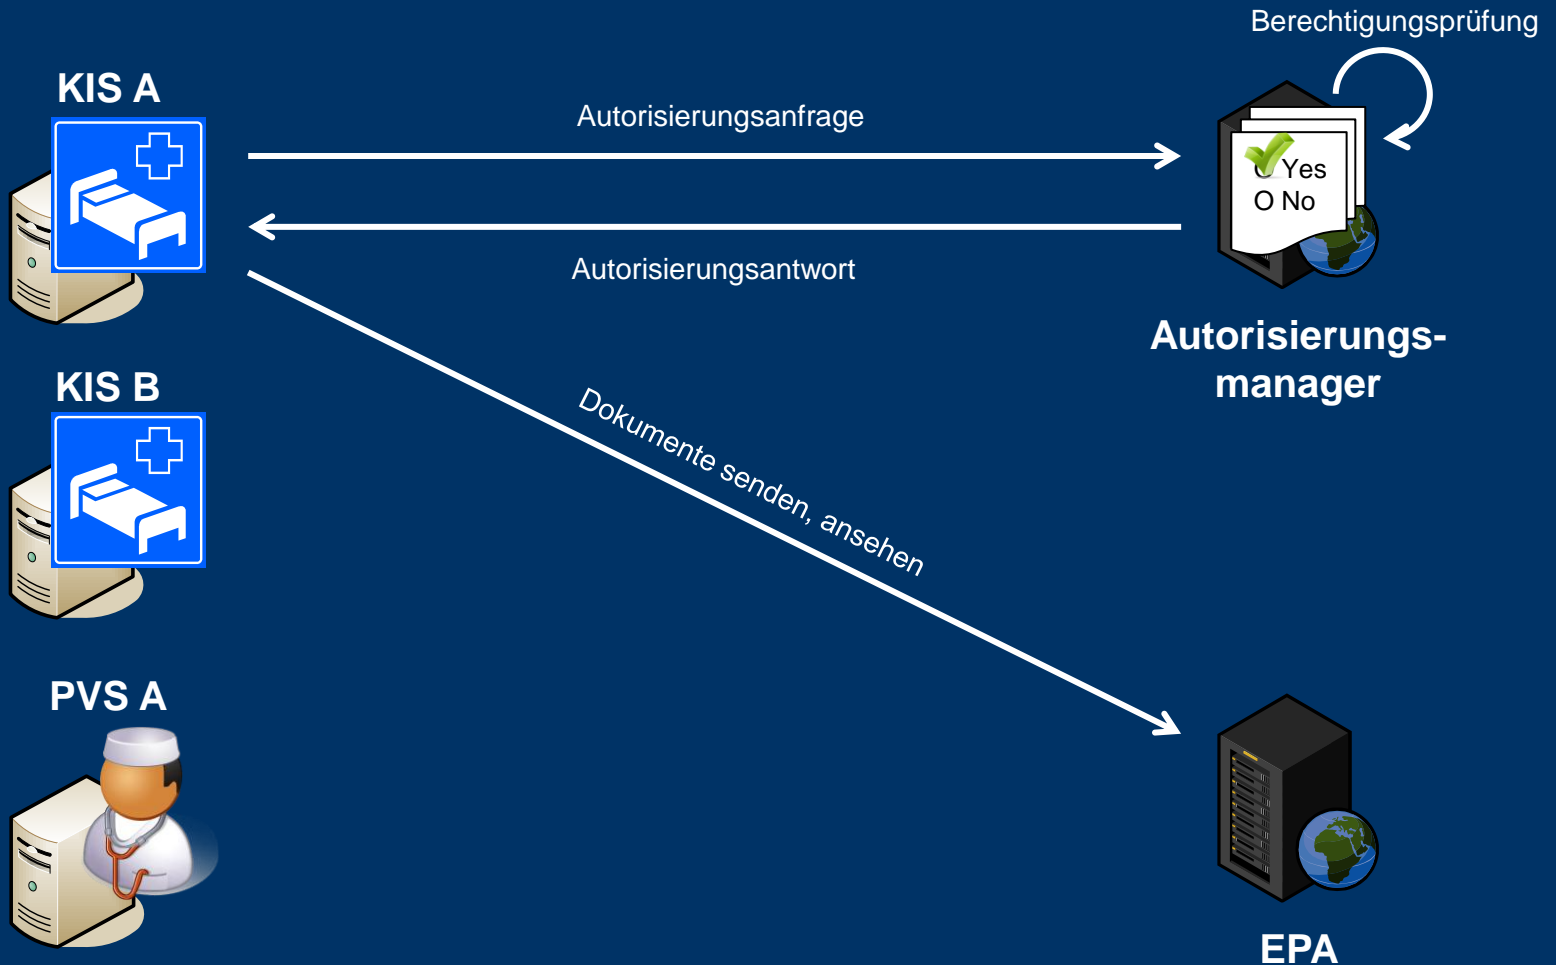 Berechtigungsprüfung
KIS A
Autorisierungsanfrage
Yes
O No
Autorisierungsantwort
Autorisierungs-
manager
KIS B
Dokumente senden, ansehen
PVS A
EPA